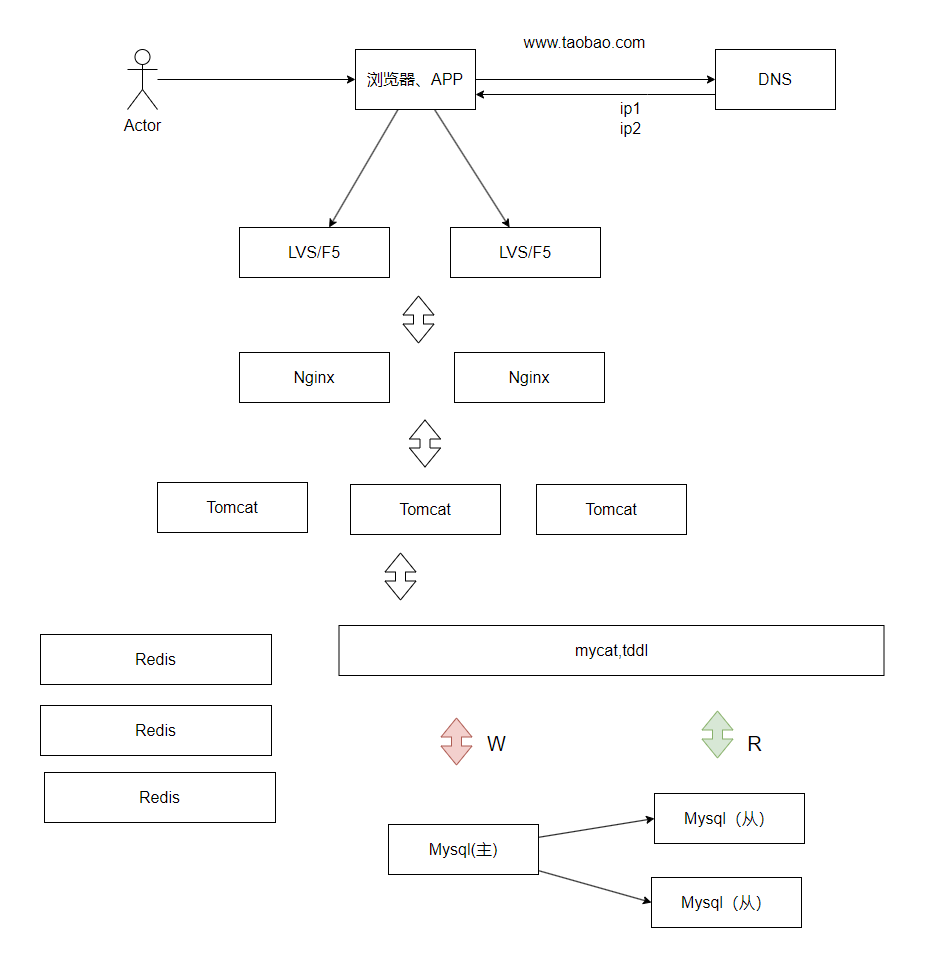 www.taobao.com
浏览器、APP
DNS
ip1
ip2
Actor
LVS/F5
LVS/F5
Nginx
Nginx
Tomcat
Tomcat
Tomcat
mycat,tddl
Redis
Redis
W
R
Redis
Mysql（从）
Mysql(主)
Mysql（从）